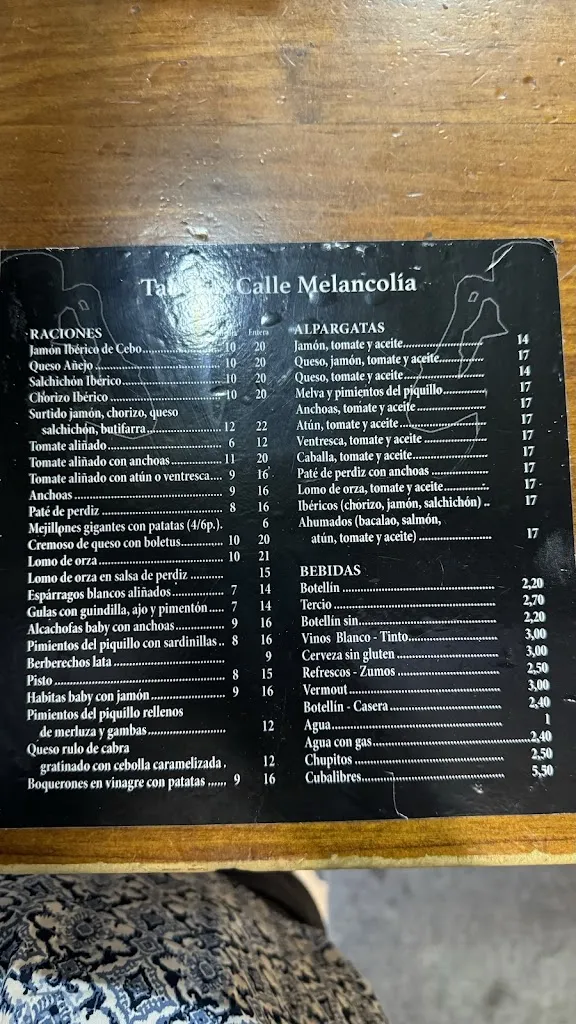 Calle Melancolía
RACIONES
Entera
Jamón Ibérico de Cebo 10 20
Queso Añejo 10 20
Salchichón Ibérico 10 20
Chorizo Ibérico 10 20
Surtido jamón, chorizo, queso
salchichón, butifarra 12 22
Tomate aliñado 6 12
Tomate aliñado con anchoas 11 20
Tomate aliñado con atún o ventresca 9 16
Anchoas 9 16
Paté de perdiz 8 16
Mejillones gigantes con patatas (4/6p.). 6
Cremoso de queso con boletus 10 20
Lomo de orza 10 21
Lomo de orza en salsa de perdiz 15
Espárragos blancos aliñados 7 14
Gulas con guindilla, ajo y pimentón 7 14
Alcachofas baby con anchoas 9 16
Pimientos del piquillo con sardinillas 8 16
Berberechos lata 9
Pisto 8 15
Habitas baby con jamón 9 16
Pimientos del piquillo rellenos
de merluza y gambas 12
Queso rulo de cabra
gratinado con cebolla caramelizada 12
Boquerones en vinagre con patatas 9 16
ALPARGATAS
Jamón, tomate y aceite 14
Queso, jamón, tomate y aceite 17
Queso, tomate y aceite 14
Melva y pimientos del piquillo 17
Anchoas, tomate y aceite 17
Atún, tomate y aceite 17
Ventresca, tomate y aceite 17
Caballa, tomate y aceite 17
Paté de perdiz con anchoas 17
Lomo de orza, tomate y aceite 17
Ibéricos (chorizo, jamón, salchichón) 17
Ahumados (bacalao, salmón,
atún, tomate y aceite) 17
BEBIDAS
Botellín 2,20
Tercio 2,70
Botellín sin 2,20
Vinos Blanco - Tinto 3,00
Cerveza sin gluten 3,00
Refrescos - Zumos 2,50
Vermout 3,00
Botellín - Casera 2,40
Agua 1
Agua con gas 2,40
Chupitos 2,50
Cubalibres 5,50